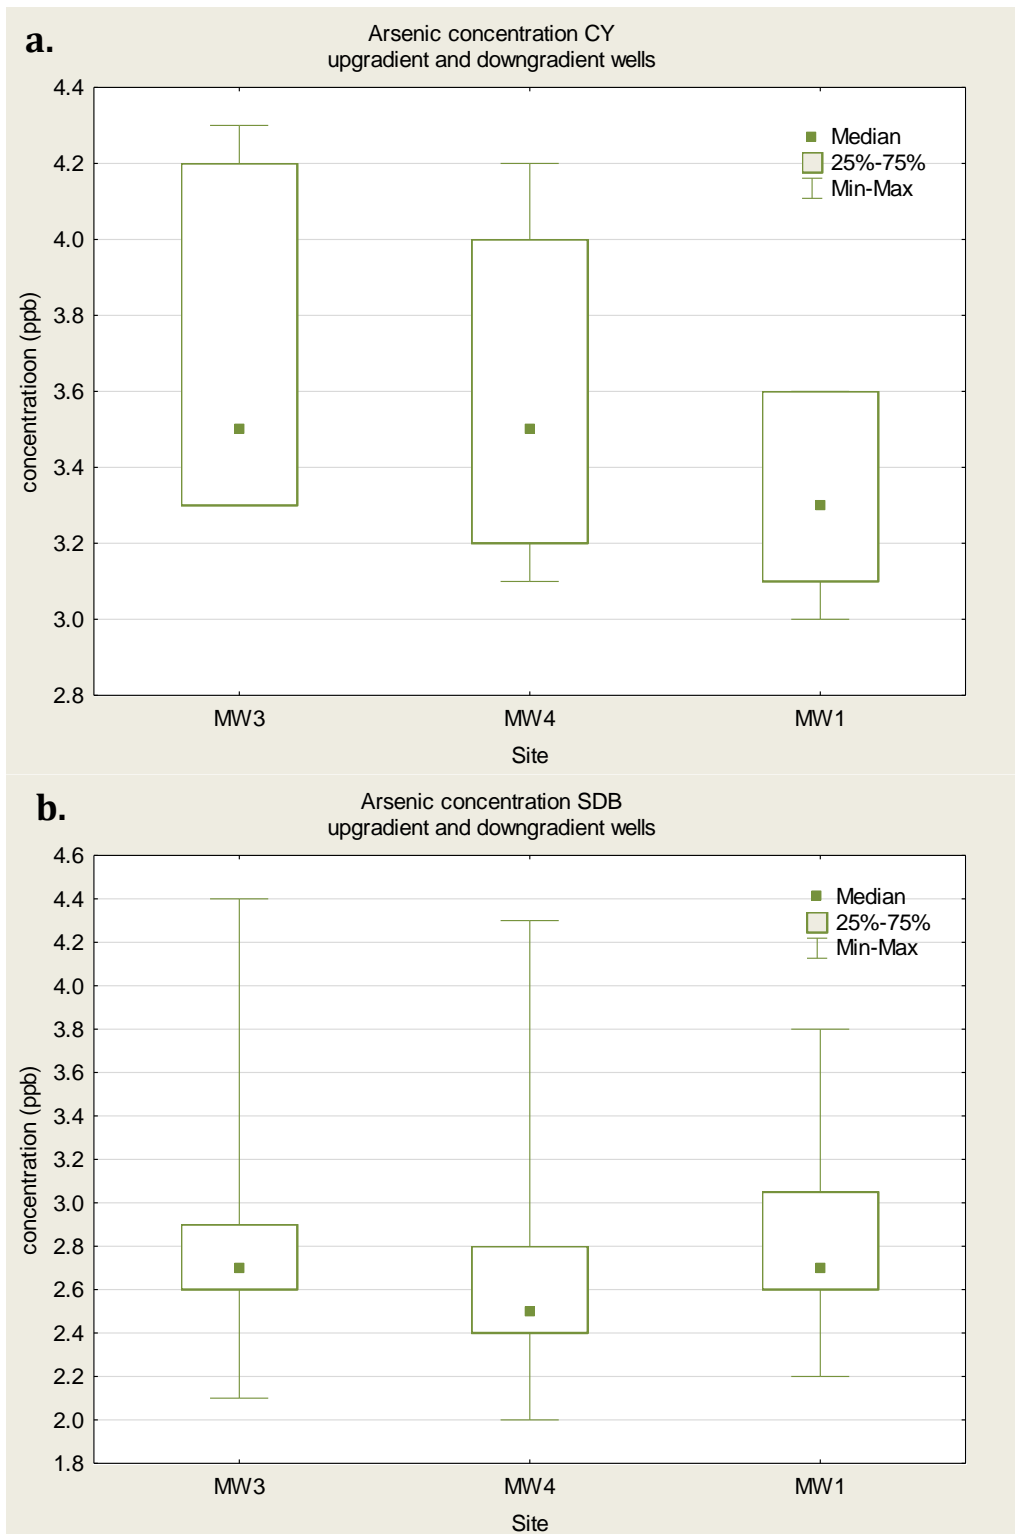 a.
Arsenic concentration CY
upgradient and downgradient wells
4.4
4.2
4.0
3.8
3.6
3.4
3.2
3.0
2.8
concentratioon (ppb)
Median
25%-75%
Min-Max
MW3 MW4 MW1
Site
b.
Arsenic concentration SDB
upgradient and downgradient wells
4.6
4.4
4.2
4.0
3.8
3.6
3.4
3.2
3.0
2.8
2.6
2.4
2.2
2.0
1.8
concentration (ppb)
Median
25%-75%
Min-Max
MW3 MW4 MW1
Site